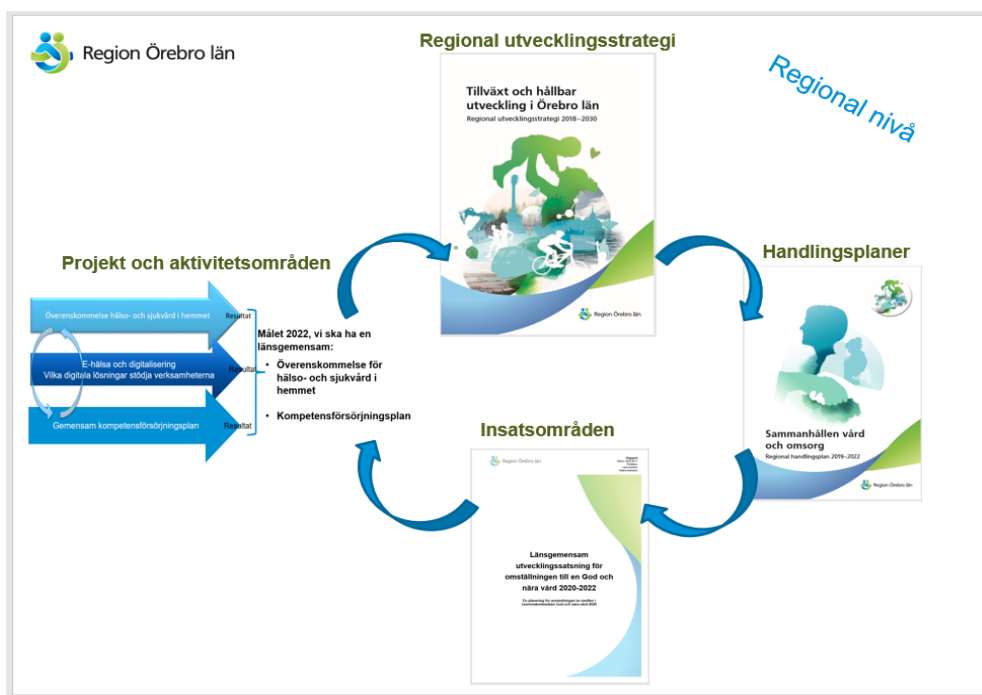 Region Örebro län
Regional utvecklingsstrategi
Regional nivå
Tillväxt och hållbar
utveckling i Örebro län
Regional utvecklingsstrategi 2018–2030
Region Örebro län
Handlingsplaner
Sammanhållen vård
och omsorg
Regional handlingsplan 2019–2022
Region Örebro län
Projekt och aktivitetsområden
Överenskommelse hälso- och sjukvård i hemmet
Resultat
E-hälsa och digitalisering
Vilka digitala lösningar stödja verksamheterna
Resultat
Gemensam kompetensförsörjningsplan
Resultat
Målet 2022, vi ska ha en
länsgemensam:
• Överenskommelse för
hälso- och sjukvård i
hemmet
• Kompetensförsörjningsplan
Insatsområden
Region Örebro län
Rapport
Länsgemensam
utvecklingssatsning för
omställningen till en God och
nära vård 2020-2022